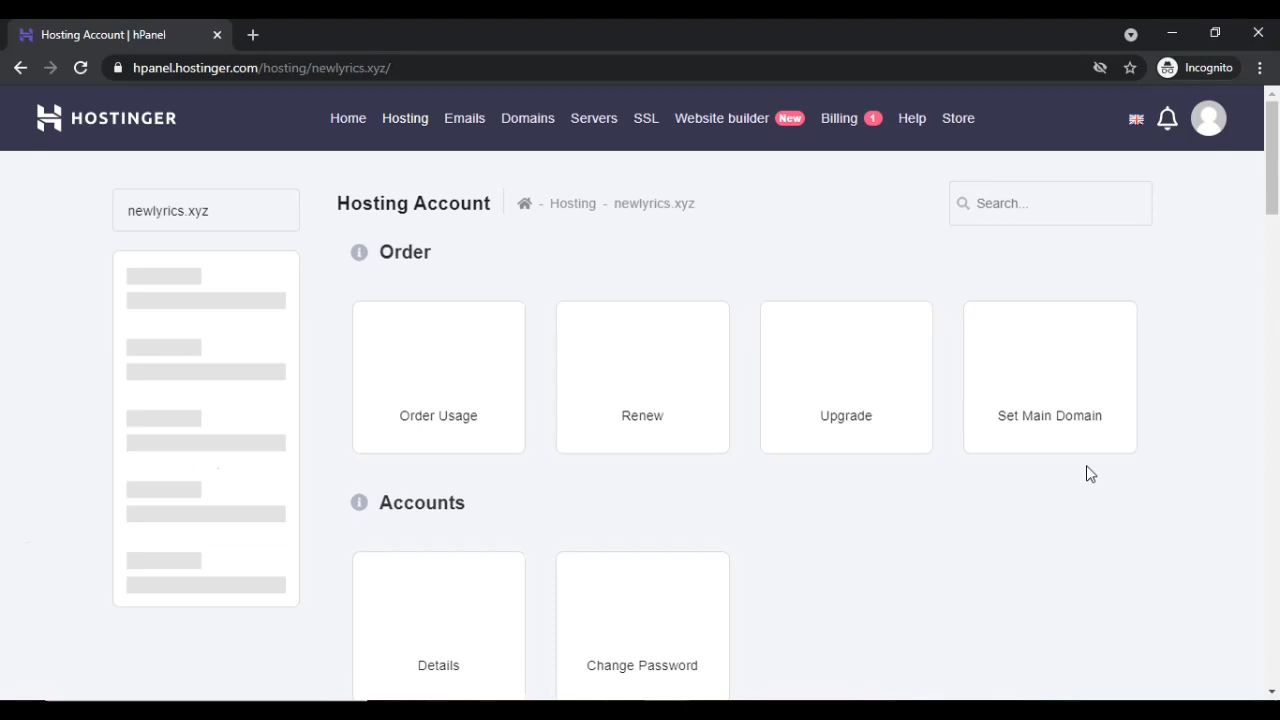 Hosting Account | hPanel
hpanel.hostinger.com/hosting/newlyrics.xyz/
Incognito
HOSTINGER
Home Hosting Emails Domains Servers SSL Website builder New Billing 1 Help Store
newlyrics.xyz
Hosting Account
- Hosting - newlyrics.xyz
Search...
Order
Order Usage
Renew
Upgrade
Set Main Domain
Accounts
Details
Change Password